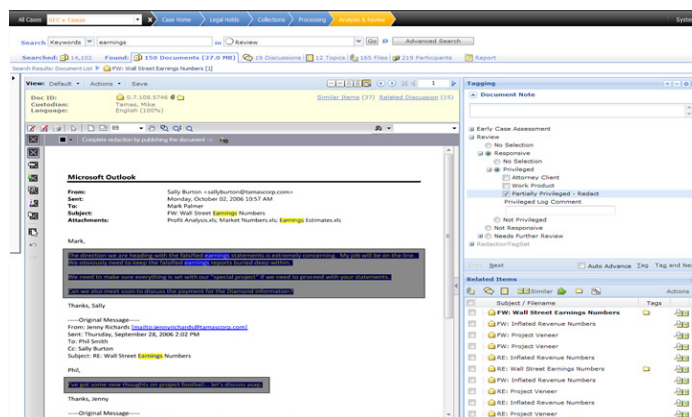 All Cases SEC v Tamas X Case Home Legal Holds Collections Processing Analysis & Review System
Search Keywords earnings in Review Go Advanced Search
Searched: 14,102 Found: 150 Documents (27.0 MB) 15 Discussions 12 Topics 165 Files 219 Participants Report
Search Results: Document List FW: Wall Street Earnings Numbers [1]
View: Default Actions Save 1
Doc ID: 0.7.108.5746
Custodian: Tamas, Mike
Language: English (100%)
Similar Items (37) Related Discussion (15)
89
Complete redaction by publishing the document -->
Microsoft Outlook
From: Sally Burton <sallyburton@tamascorp.com>
Sent: Monday, October 02, 2006 10:57 AM
To: Mark Palmer
Subject: FW: Wall Street Earnings Numbers
Attachments: Profit Analysis.xls; Market Numbers.xls; Earnings Estimates.xls
Mark,
The direction we are heading with the falsified earnings statements is extremely concerning. My job will be on the line.
We obviously need to keep the falsified earnings reports buried deep within.
We need to make sure everything is set with our "special project" if we need to proceed with your statements.
Can we also meet soon to discuss the payment for the Diamond information?
Thanks, Sally
-----Original Message-----
From: Jenny Richards [mailto:jennyrichards@tamascorp.com]
Sent: Thursday, September 28, 2006 2:02 PM
To: Phil Smith
Cc: Sally Burton
Subject: RE: Wall Street Earnings Numbers
Phil,
I've got some new thoughts on project football... let's discuss asap.
Thanks, Jenny
-----Original Message-----
Tagging
Document Note
Early Case Assessment
Review
No Selection
Responsive
No Selection
Privileged
Attorney Client
Work Product
Partially Privileged - Redact
Privileged Log Comment
Not Privileged
Not Responsive
Needs Further Review
RedactionTagSet
Next Auto Advance Tag Tag and Ne
Related Items
Similar Actions
Subject / Filename Tags
FW: Wall Street Earnings Numbers
FW: Inflated Revenue Numbers
FW: Project Veneer
RE: Inflated Revenue Numbers
RE: Wall Street Earnings Numbers
FW: Inflated Revenue Numbers
RE: Project Veneer
RE: Inflated Revenue Numbers
RE: Project Veneer